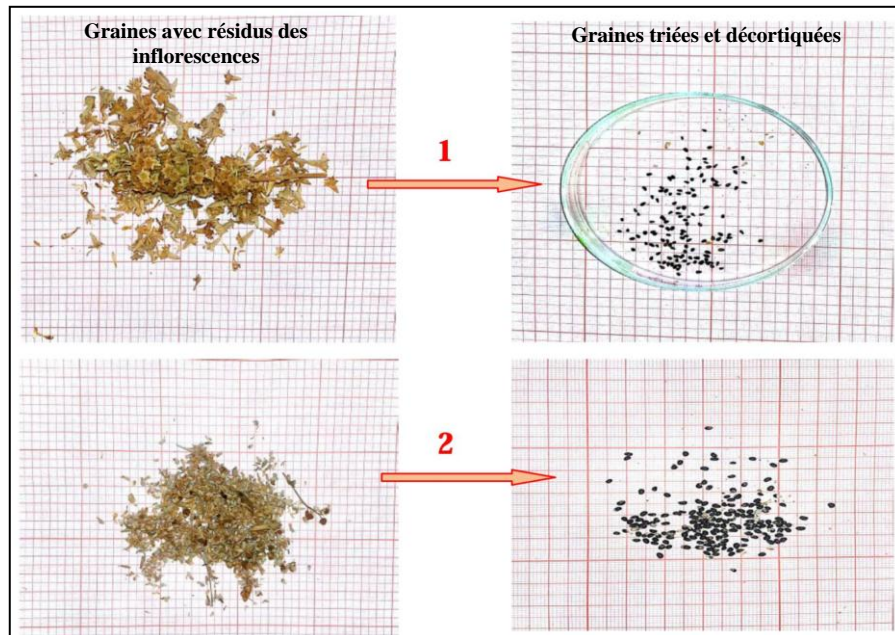 Graines avec résidus des
inflorescences
Graines triées et décortiquées
1
2